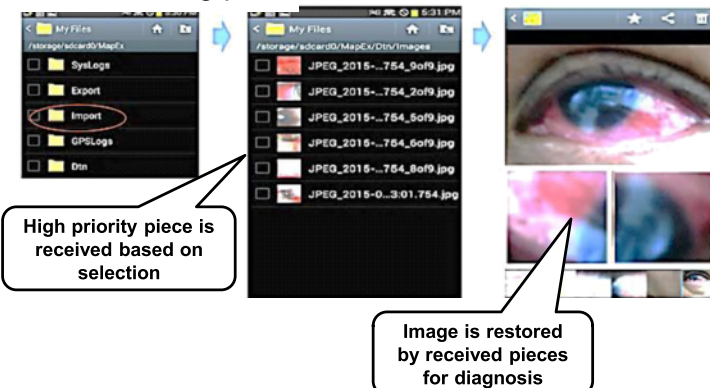 5:31 PM
My Files
/storage/sdcard0/MapEx
SysLogs
Export
Import
GPSLogs
Dtn
My Files
/storage/sdcard0/MapEx/Dtn/Images
JPEG_2015-...754_9of9.jpg
JPEG_2015-...754_2of9.jpg
JPEG_2015-...754_5of9.jpg
JPEG_2015-...754_6of9.jpg
JPEG_2015-...754_8of9.jpg
JPEG_2015-0...3:01.754.jpg
High priority piece is
received based on
selection
Image is restored
by received pieces
for diagnosis